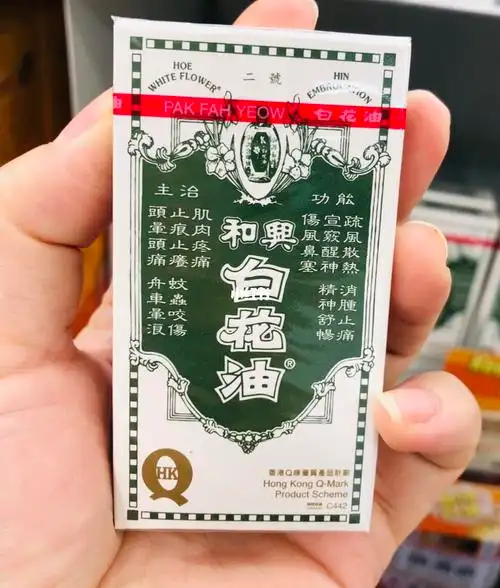 HOE
WHITE FLOWER®
二號
HIN
EMBROCATION
油 PAK FAH YEOW 白花油
功能
疏風散熱
宣竅醒神
傷風鼻塞
消腫止痛
精神舒暢
和興
白花油®
主治
肌肉疼痛
止痕止癢
頭暈頭痛
蚊蟲咬傷
舟車暈浪
HK
香港Q嘜優質產品計劃
Hong Kong Q-Mark
Product Scheme
C442